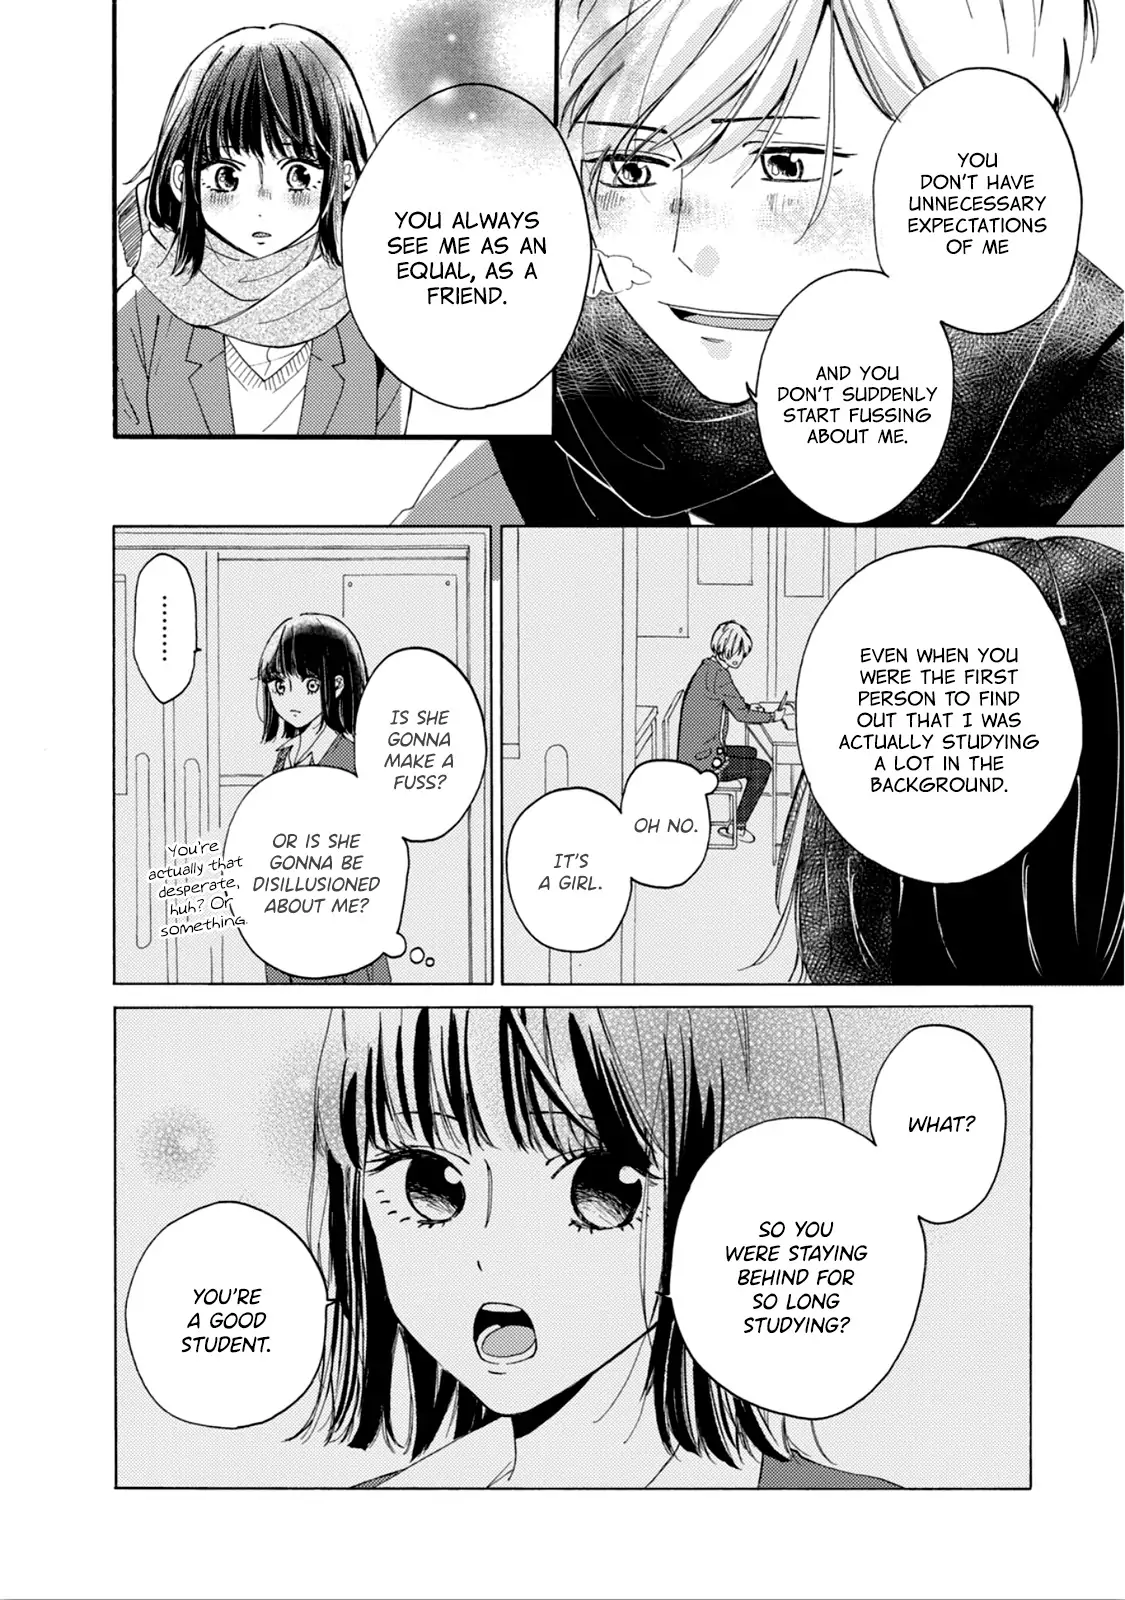 YOU
DON'T HAVE
UNNECESSARY
EXPECTATIONS
OF ME
AND YOU
DON'T SUDDENLY
START FUSSING
ABOUT ME.
YOU ALWAYS
SEE ME AS AN
EQUAL, AS A
FRIEND.
EVEN WHEN YOU
WERE THE FIRST
PERSON TO FIND
OUT THAT I WAS
ACTUALLY STUDYING
A LOT IN THE
BACKGROUND.
OH NO.
IT'S
A GIRL.
IS SHE
GONNA
MAKE A
FUSS?
OR IS SHE
GONNA BE
DISILLUSIONED
ABOUT ME?
You're
actually that
desperate,
huh? Or
something.
.........
WHAT?
SO YOU
WERE STAYING
BEHIND FOR
SO LONG
STUDYING?
YOU'RE
A GOOD
STUDENT.